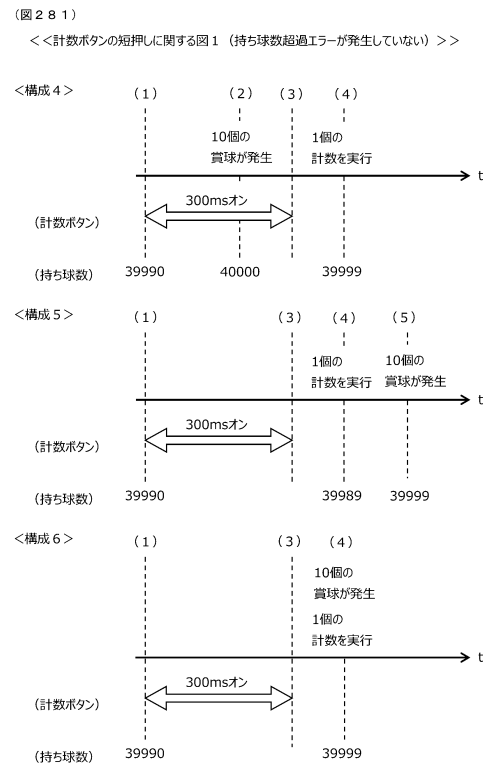 （図２８１）
＜＜計数ボタンの短押しに関する図１（持ち球数超過エラーが発生していない）＞＞
＜構成４＞
（１） （２） （３） （４）
10個の
賞球が発生
1個の
計数を実行
t
300msオン
（計数ボタン）
（持ち球数） 39990 40000 39999
＜構成５＞
（１） （３） （４） （５）
1個の
計数を実行
10個の
賞球が発生
t
300msオン
（計数ボタン）
（持ち球数） 39990 39989 39999
＜構成６＞
（１） （３） （４）
10個の
賞球が発生
1個の
計数を実行
t
300msオン
（計数ボタン）
（持ち球数） 39990 39999